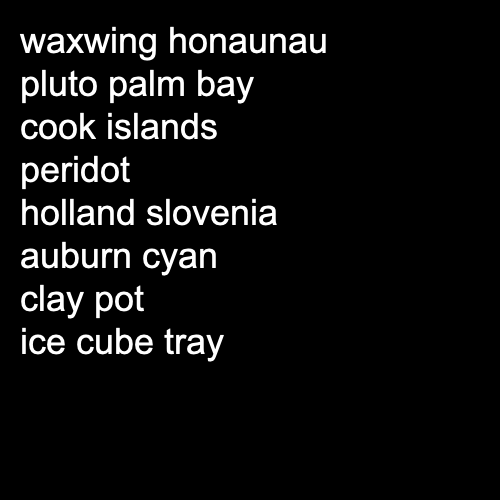 waxwing honaunau
pluto palm bay
cook islands
peridot
holland slovenia
auburn cyan
clay pot
ice cube tray